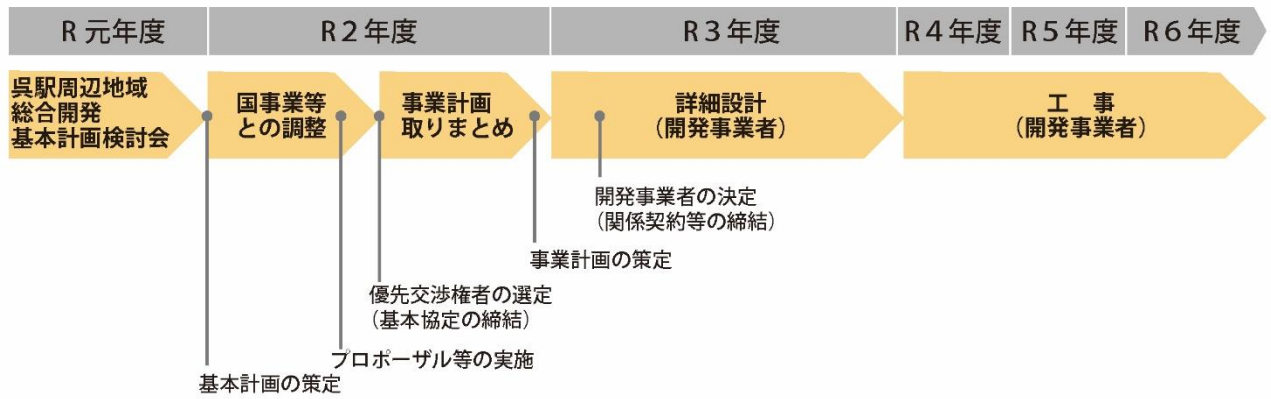 R 元年度
R２年度
R３年度
R４年度
R５年度
R６年度
呉駅周辺地域
総合開発
基本計画検討会
国事業等
との調整
事業計画
取りまとめ
詳細設計
（開発事業者）
工　事
（開発事業者）
開発事業者の決定
（関係契約等の締結）
事業計画の策定
優先交渉権者の選定
（基本協定の締結）
プロポーザル等の実施
基本計画の策定